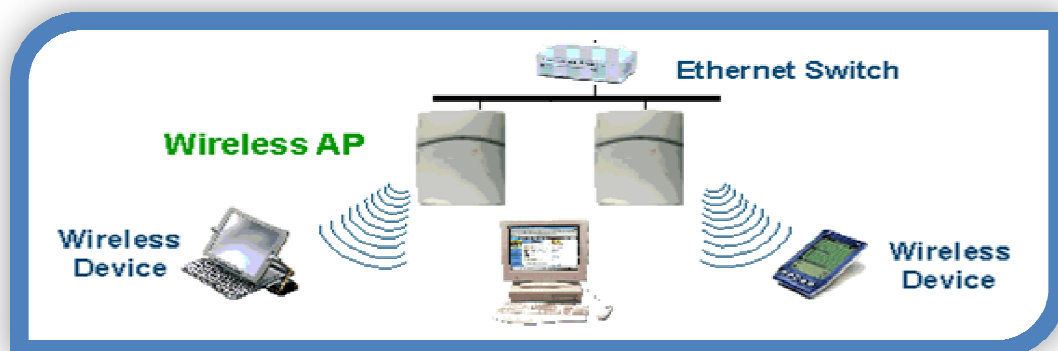 Ethernet Switch
Wireless AP
Wireless
Device
Wireless
Device